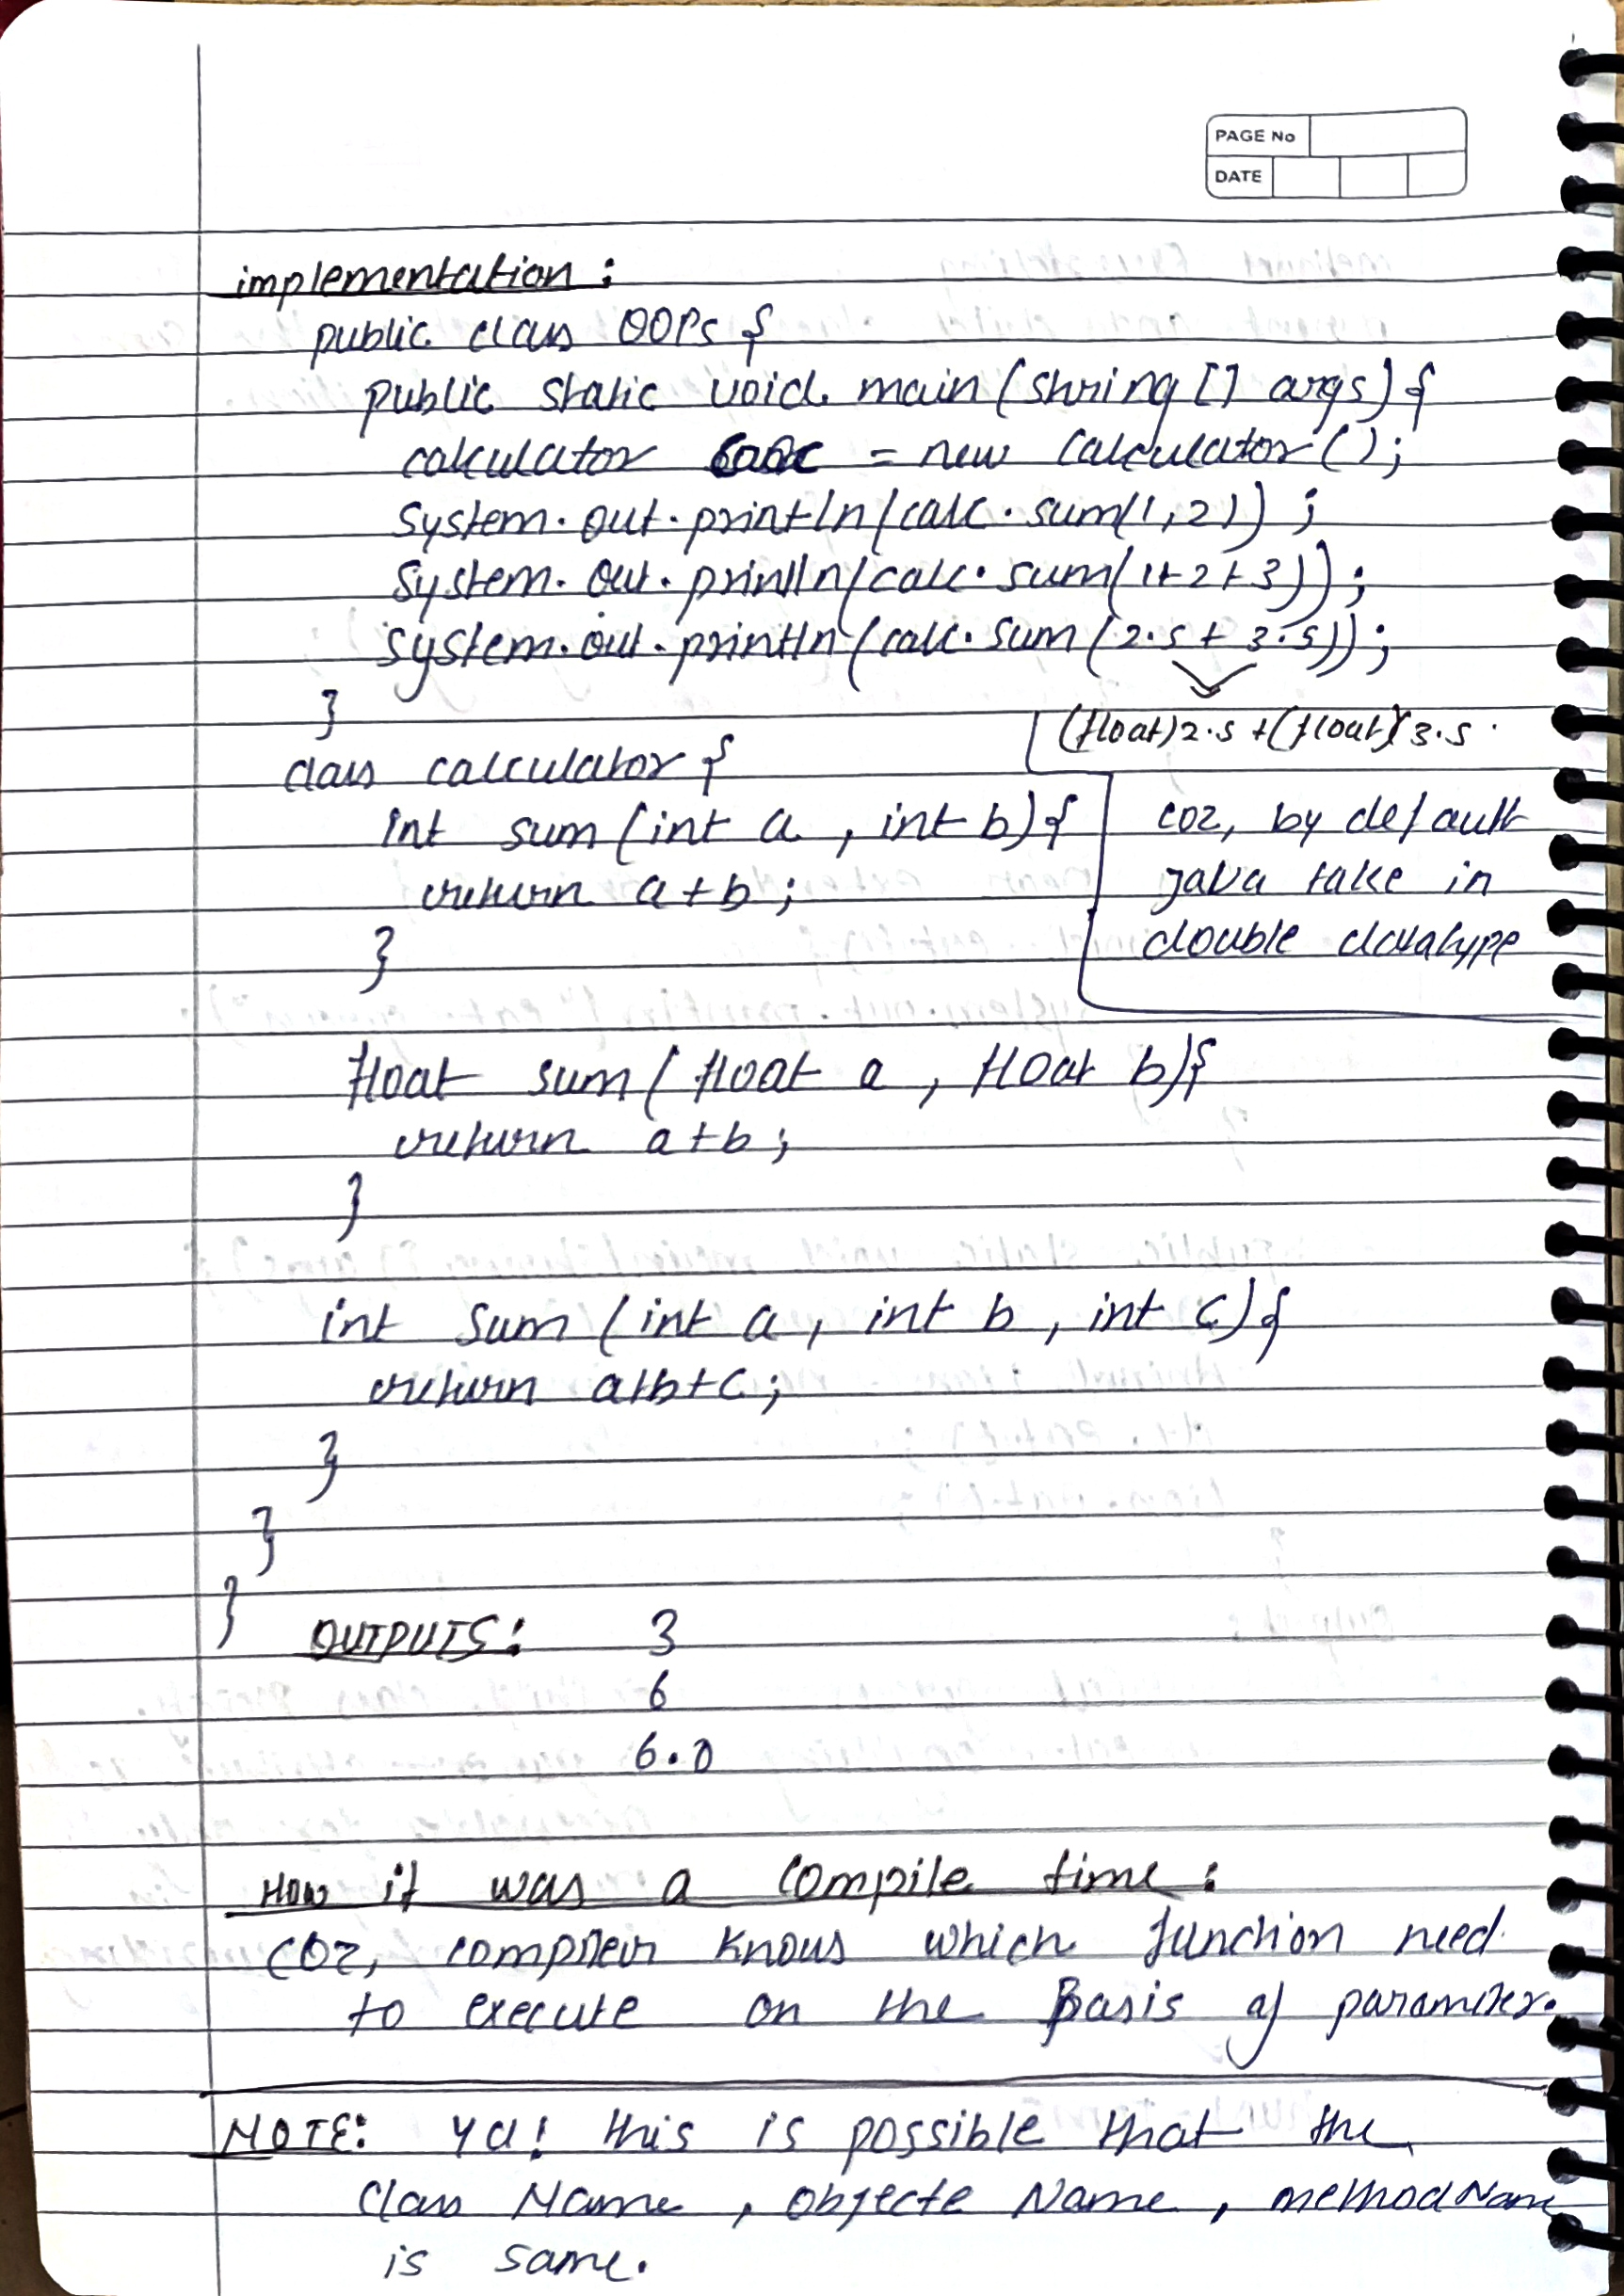 PAGE No
DATE
implementation :
public class OOPs {
public static void main (string [] args) {
calculator calc = new Calculator ( ) ;
System.out.println (calc.sum(1,2)) ;
System.out.println (calc.sum(1+2+3)) ;
System.out.println (calc.sum (2.5 + 3.5)) ;
}
(float)2.5 + (float)3.5 .
class calculator {
int sum (int a , int b) {
return a+b ;
}
coz, by default
java take in
double datatype
float sum ( float a , float b) {
return a+b ;
}
int sum (int a , int b , int c) {
return a+b+c ;
}
}
}
OUTPUTS : 3
6
6.0
How it was a compile time :
coz, compiler knows which function need
to execute on the Basis of parameter.
NOTE: Ya! this is possible that the
Class Name , objecte Name , method Name
is same.